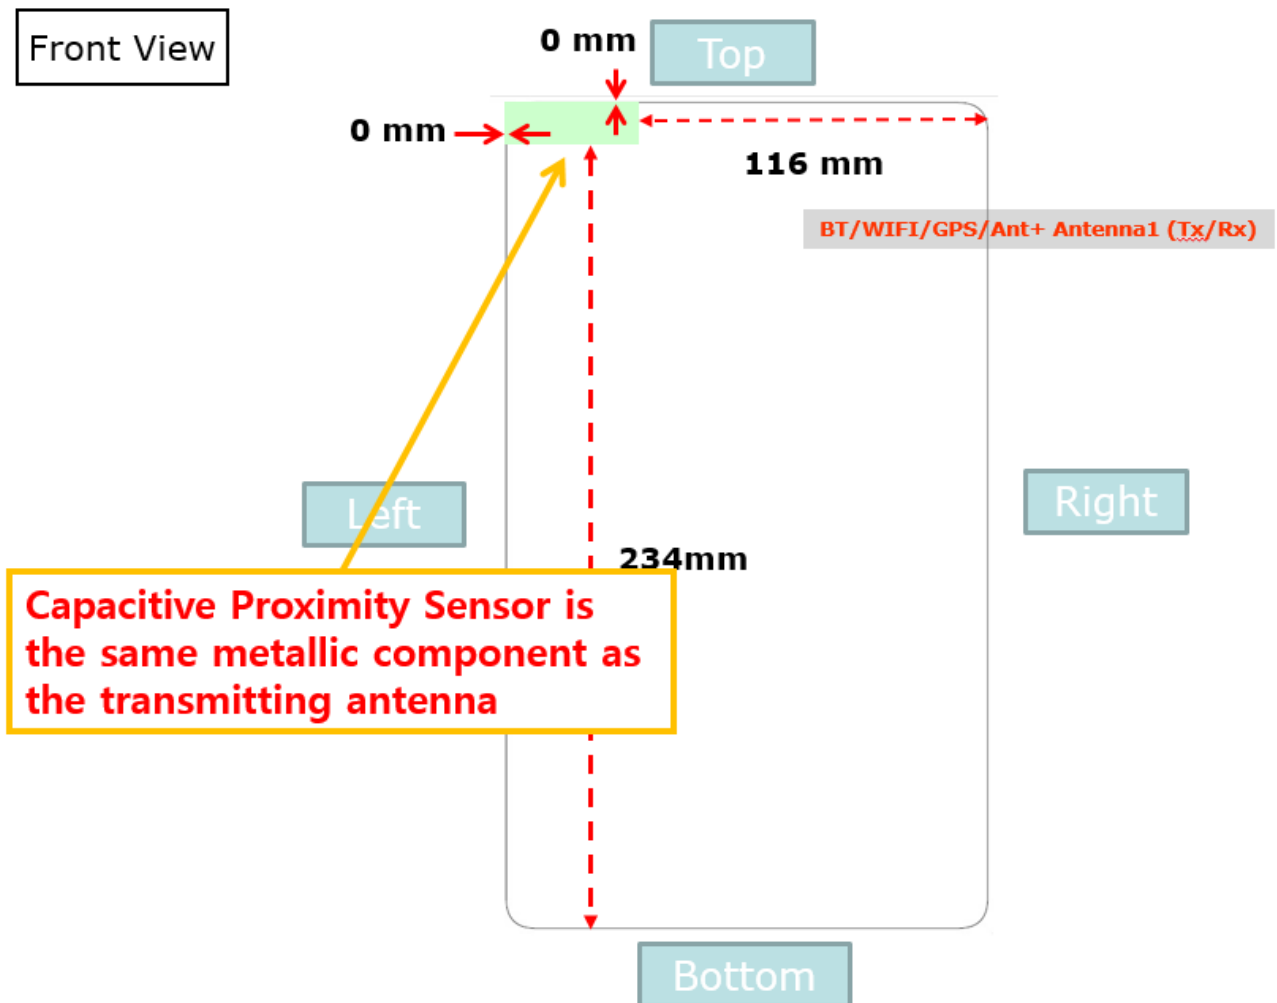 Front View
0 mm
Top
0 mm
116 mm
BT/WIFI/GPS/Ant+ Antenna1 (Tx/Rx)
Left
Right
234mm
Capacitive Proximity Sensor is
the same metallic component as
the transmitting antenna
Bottom